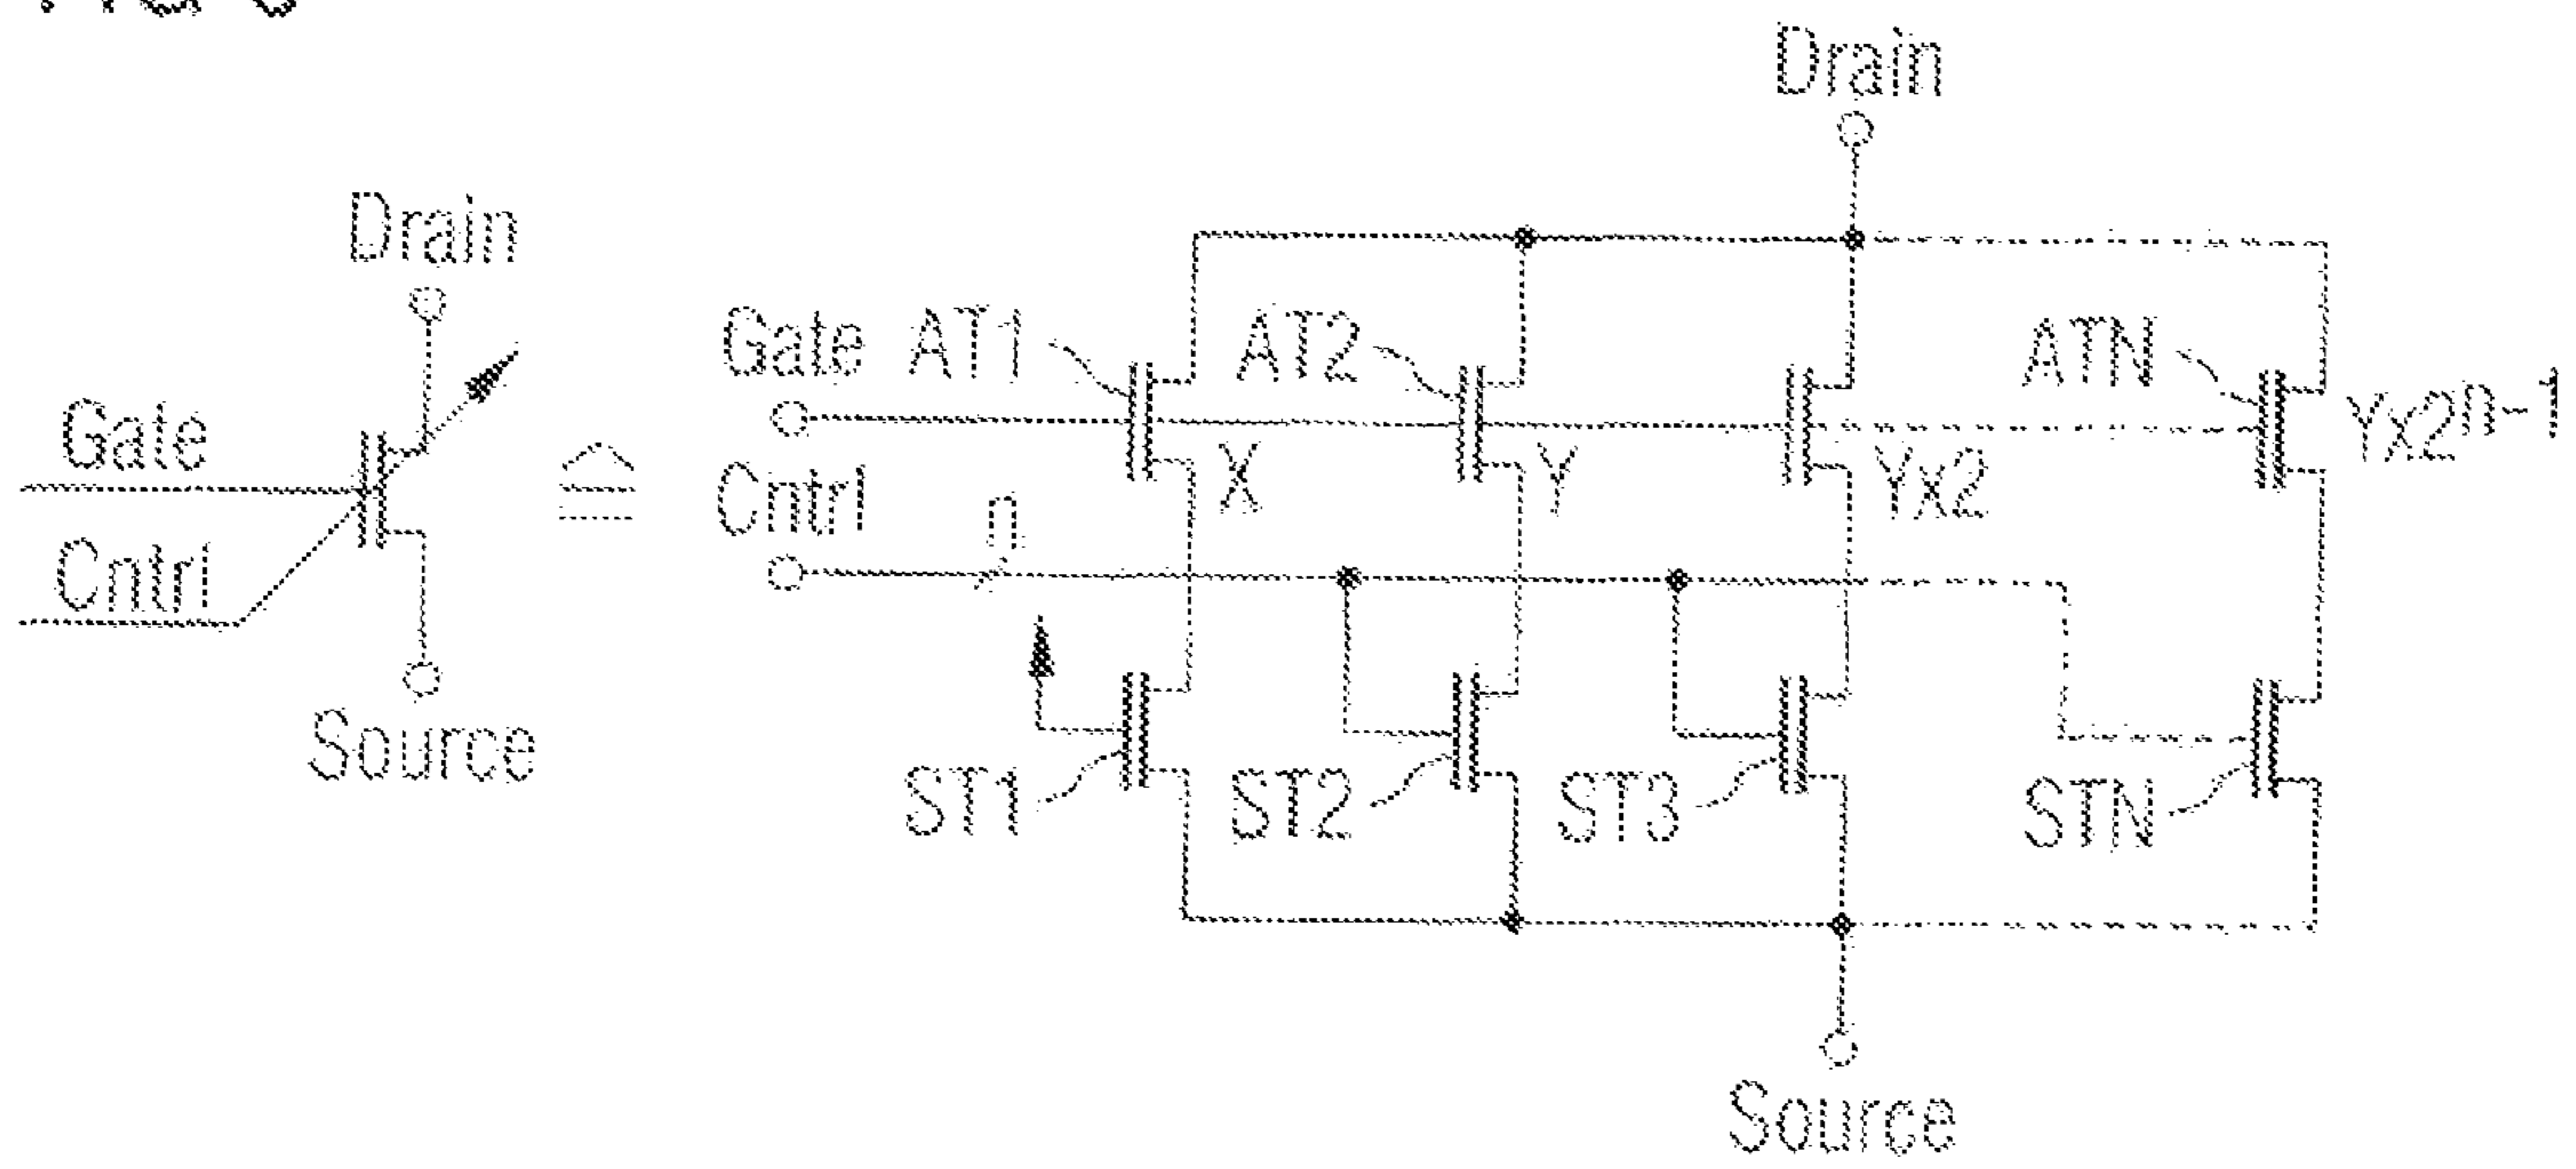 Drain
Gate
Cntrl
Source
Drain
Gate AT1 AT2 ATN
X Y Yx2 Yx2n-1
Cntrl n
ST1 ST2 ST3 STN
Source